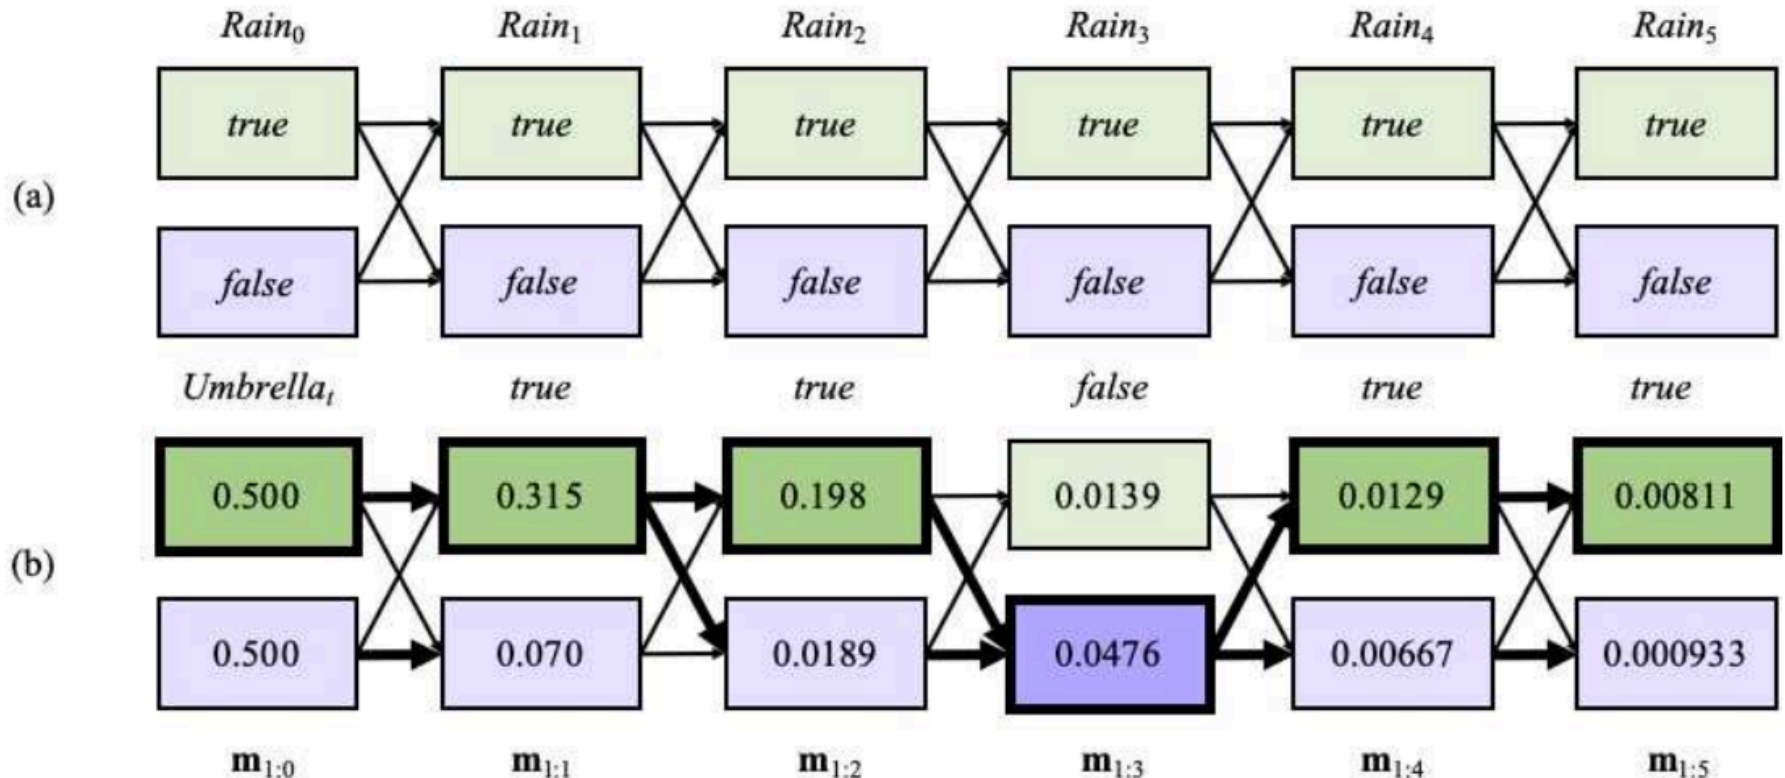 Rain₀ Rain₁ Rain₂ Rain₃ Rain₄ Rain₅
true true true true true true
(a)
false false false false false false
Umbrellaₜ true true false true true
0.500 0.315 0.198 0.0139 0.0129 0.00811
(b)
0.500 0.070 0.0189 0.0476 0.00667 0.000933
m₁:₀ m₁:₁ m₁:₂ m₁:₃ m₁:₄ m₁:₅